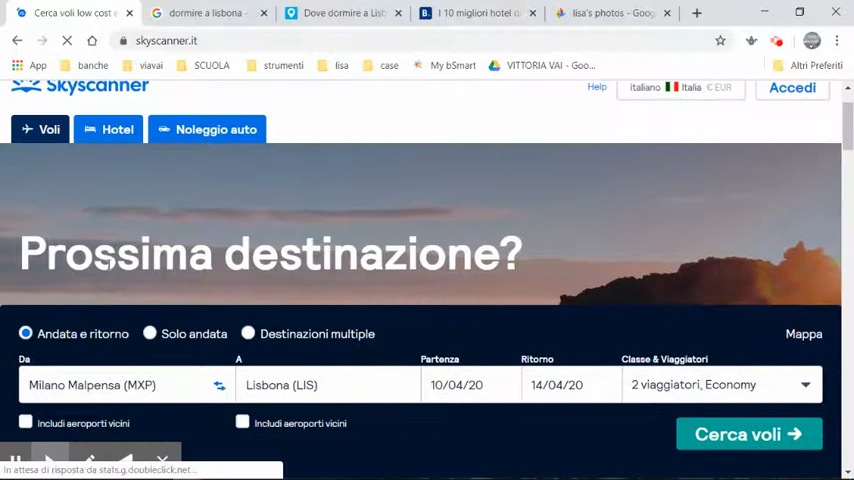 Cerca voli low cost e
dormire a lisbona -
Dove dormire a Lisb
I 10 migliori hotel d
lisa's photos - Goog
skyscanner.it
App
banche
viavai
SCUOLA
strumenti
lisa
case
My bSmart
VITTORIA VAI - Goo...
Altri Preferiti
Skyscanner
Help
italiano Italia € EUR
Accedi
Voli
Hotel
Noleggio auto
Prossima destinazione?
Andata e ritorno
Solo andata
Destinazioni multiple
Mappa
Da
A
Partenza
Ritorno
Classe & Viaggiatori
Milano Malpensa (MXP)
Lisbona (LIS)
10/04/20
14/04/20
2 viaggiatori, Economy
Includi aeroporti vicini
Includi aeroporti vicini
Cerca voli
In attesa di risposta da stats.g.doubleclick.net...